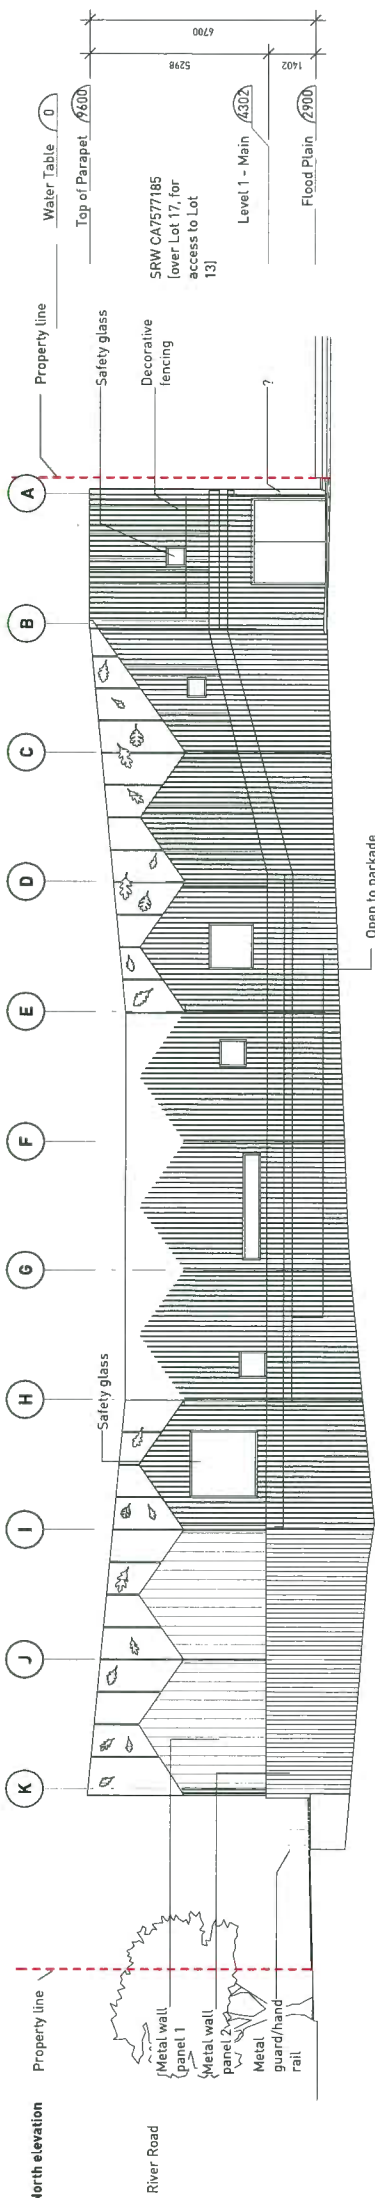 North elevation
Property line
River Road
K
J
I
H
G
F
E
D
C
B
A
Property line
Water Table
0
Top of Parapet
9600
Safety glass
Safety glass
Decorative
fencing
SRW CA7577185
[over Lot 17, for
access to Lot
13]
?
Level 1 - Main
4302
Flood Plain
2900
6700
5298
1402
Open to parkade
Metal wall
panel 1
Metal wall
panel 2
Metal
guard/hand
rail